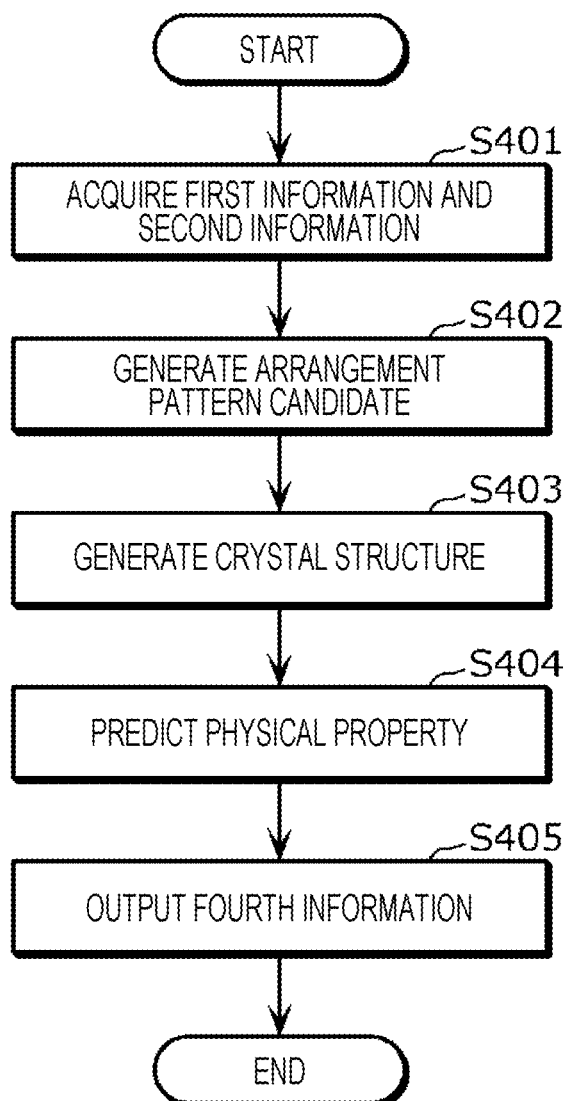 START
S401
ACQUIRE FIRST INFORMATION AND
SECOND INFORMATION
S402
GENERATE ARRANGEMENT
PATTERN CANDIDATE
S403
GENERATE CRYSTAL STRUCTURE
S404
PREDICT PHYSICAL PROPERTY
S405
OUTPUT FOURTH INFORMATION
END